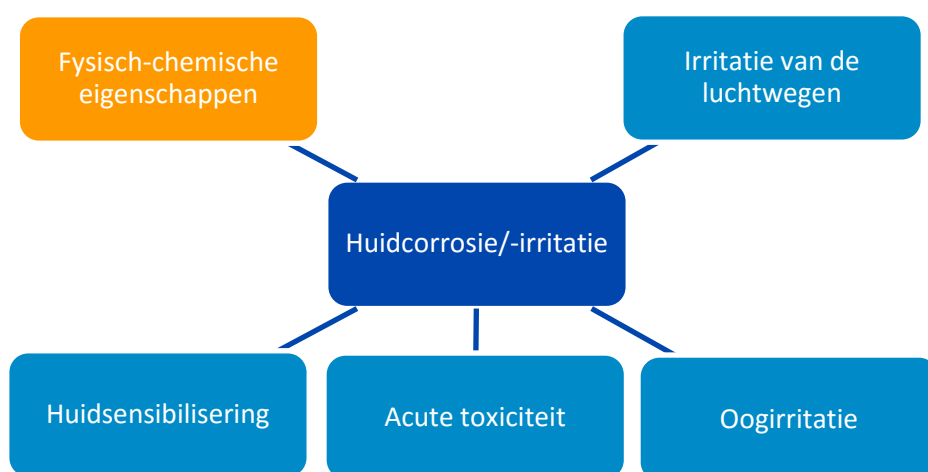 Fysisch-chemische
eigenschappen
Irritatie van de
luchtwegen
Huidcorrosie/-irritatie
Huidsensibilisering
Acute toxiciteit
Oogirritatie